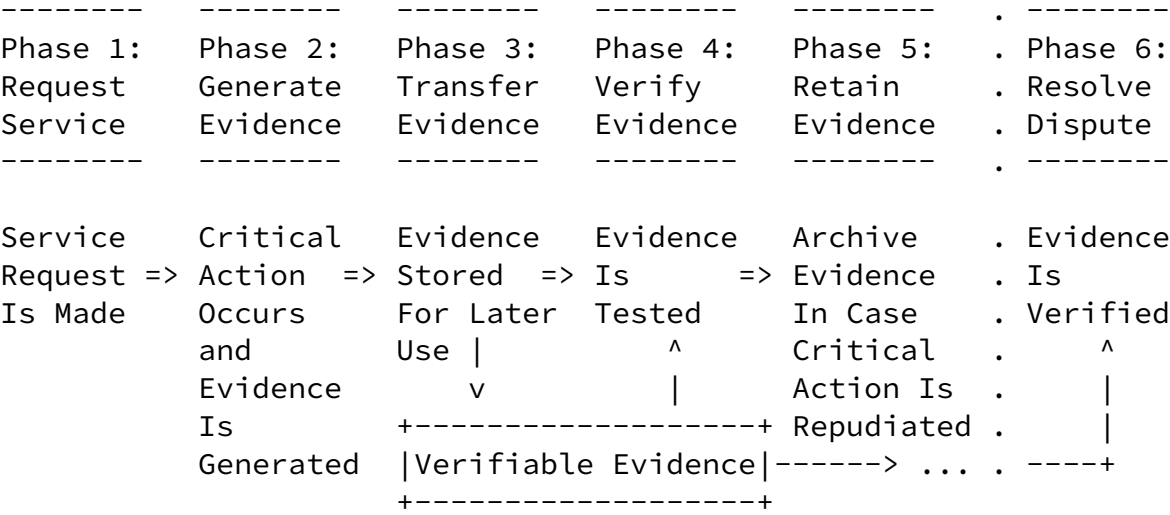 --------   --------   --------   --------   --------   . --------
Phase 1:   Phase 2:   Phase 3:   Phase 4:   Phase 5:   . Phase 6:
Request    Generate   Transfer   Verify     Retain     . Resolve
Service    Evidence   Evidence   Evidence   Evidence   . Dispute
--------   --------   --------   --------   --------   . --------

Service    Critical   Evidence   Evidence   Archive    . Evidence
Request => Action  => Stored  => Is      => Evidence   . Is
Is Made    Occurs     For Later  Tested     In Case    . Verified
           and        Use |          ^      Critical   .     ^
           Evidence       v          |      Action Is  .     |
           Is         +-------------------+ Repudiated .     |
           Generated  |Verifiable Evidence|------> ... . ----+
                      +-------------------+